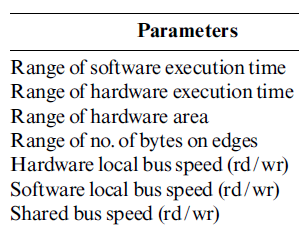 Parameters
Range of software execution time
Range of hardware execution time
Range of hardware area
Range of no. of bytes on edges
Hardware local bus speed (rd/wr)
Software local bus speed (rd/wr)
Shared bus speed (rd/wr)